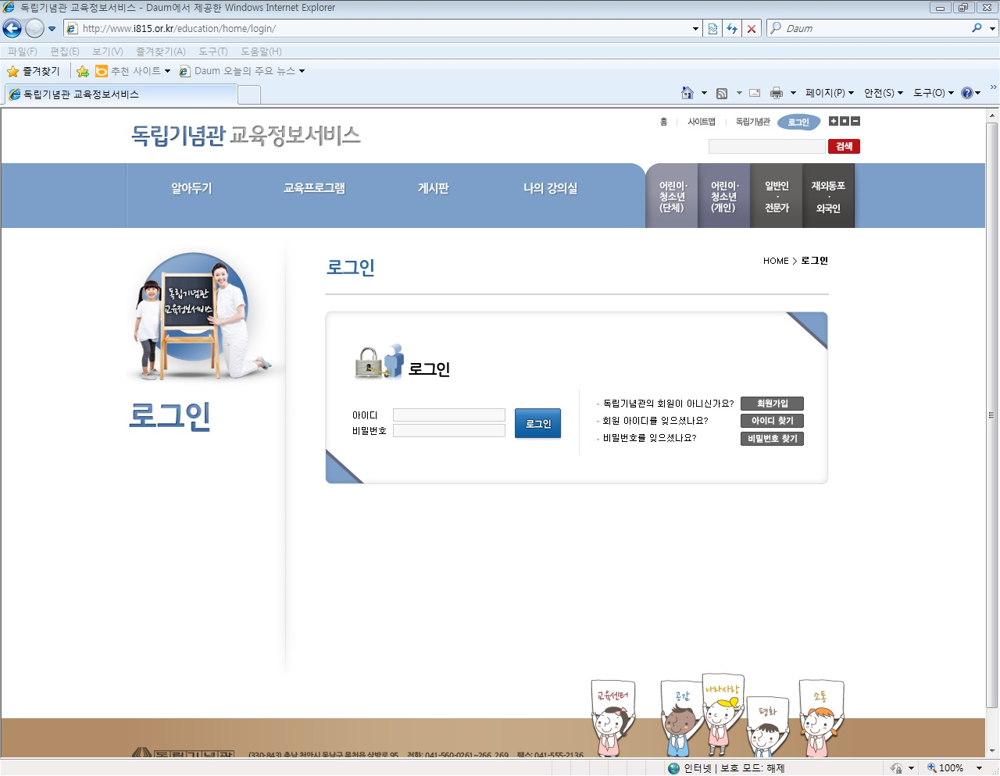 독립기념관 교육정보서비스 - Daum에서 제공한 Windows Internet Explorer
http://www.i815.or.kr/education/home/login/
Daum
파일(F) 편집(E) 보기(V) 즐겨찾기(A) 도구(T) 도움말(H)
즐겨찾기 추천 사이트 Daum 오늘의 주요 뉴스
독립기념관 교육정보서비스
페이지(P) 안전(S) 도구(O)
홈 사이트맵 독립기념관 로그인
독립기념관 교육정보서비스
검색
알아두기 교육프로그램 게시판 나의 강의실
어린이·
청소년
(단체)
어린이·
청소년
(개인)
일반인
·
전문가
재외동포
·
외국인
독립기념관
교육정보서비스
로그인
로그인
HOME > 로그인
로그인
아이디
비밀번호
로그인
독립기념관의 회원이 아니신가요? 회원가입
회원 아이디를 잊으셨나요? 아이디 찾기
비밀번호를 잊으셨나요? 비밀번호 찾기
교육센터 공감 나라사랑 평화 소통
독립기념관 (330-843) 충남 천안시 동남구 목천읍 삼방로 95 전화: 041-560-0261~266, 269 팩스: 041-555-2136
인터넷 | 보호 모드: 해제
100%